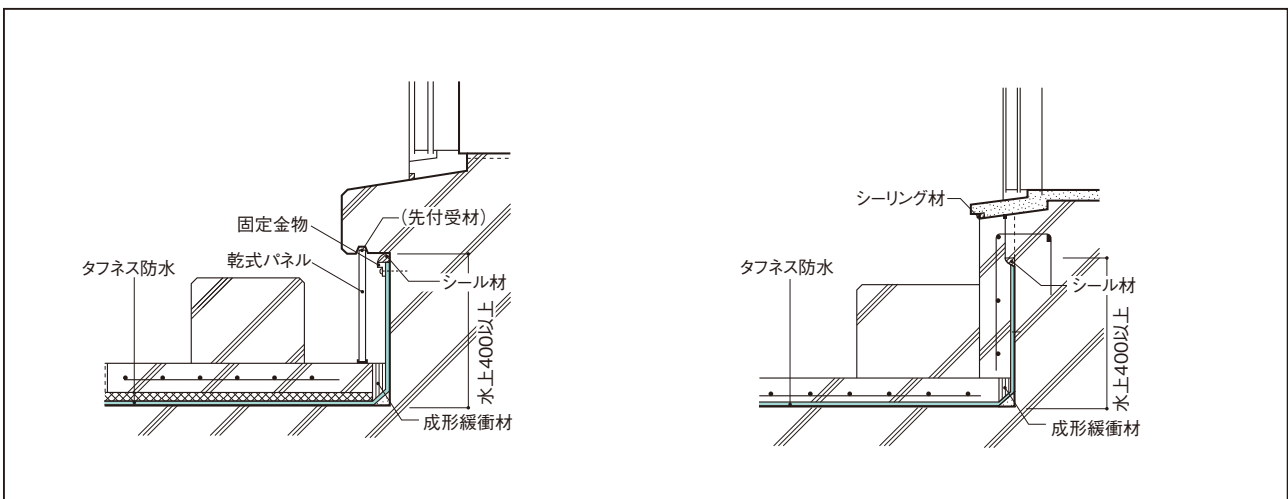 固定金物
(先付受材)
乾式パネル
タフネス防水
シール材
水上400以上
成形緩衝材
シーリング材
タフネス防水
シール材
水上400以上
成形緩衝材